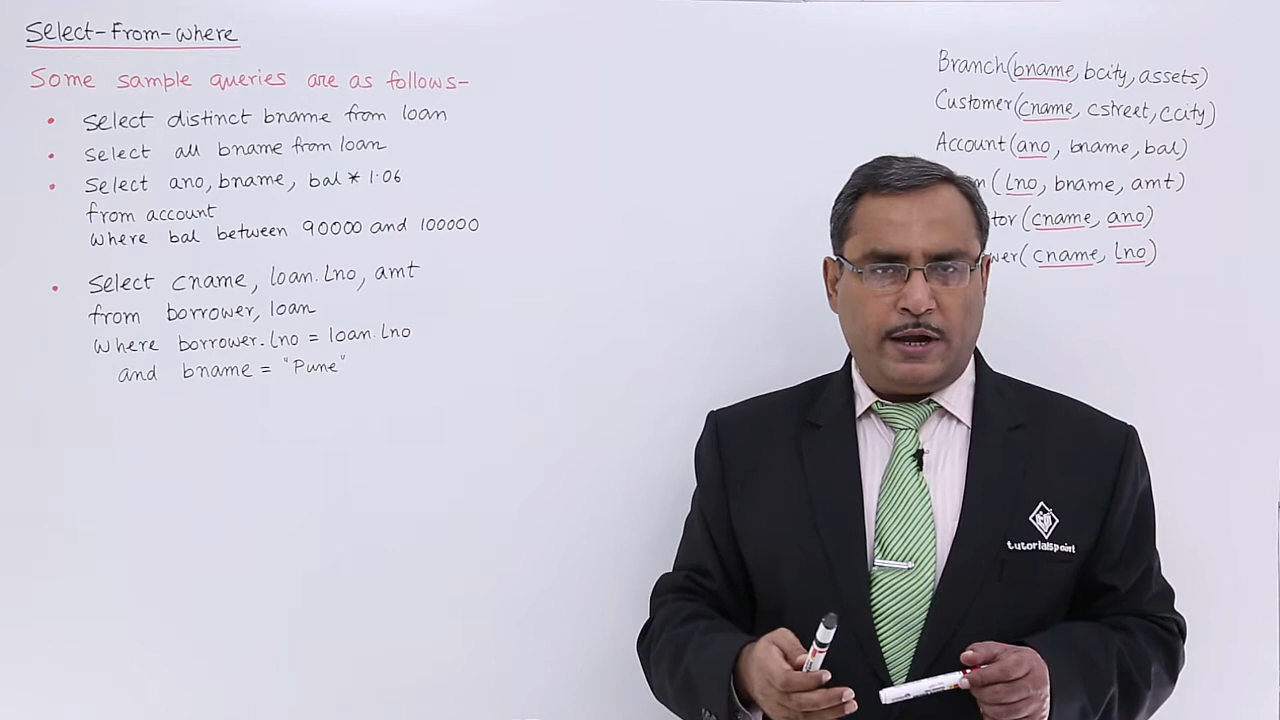 Select-From-where
Some sample queries are as follows-
• Select distinct bname from loan
• Select all bname from loan
• Select ano, bname, bal * 1.06
from account
where bal between 90000 and 100000
• Select cname, loan.lno, amt
from borrower, loan
where borrower.lno = loan.lno
and bname = "Pune"
Branch(bname, bcity, assets)
Customer(cname, cstreet, ccity)
Account(ano, bname, bal)
(lno, bname, amt)
(cname, ano)
(cname, lno)
tutorialspoint